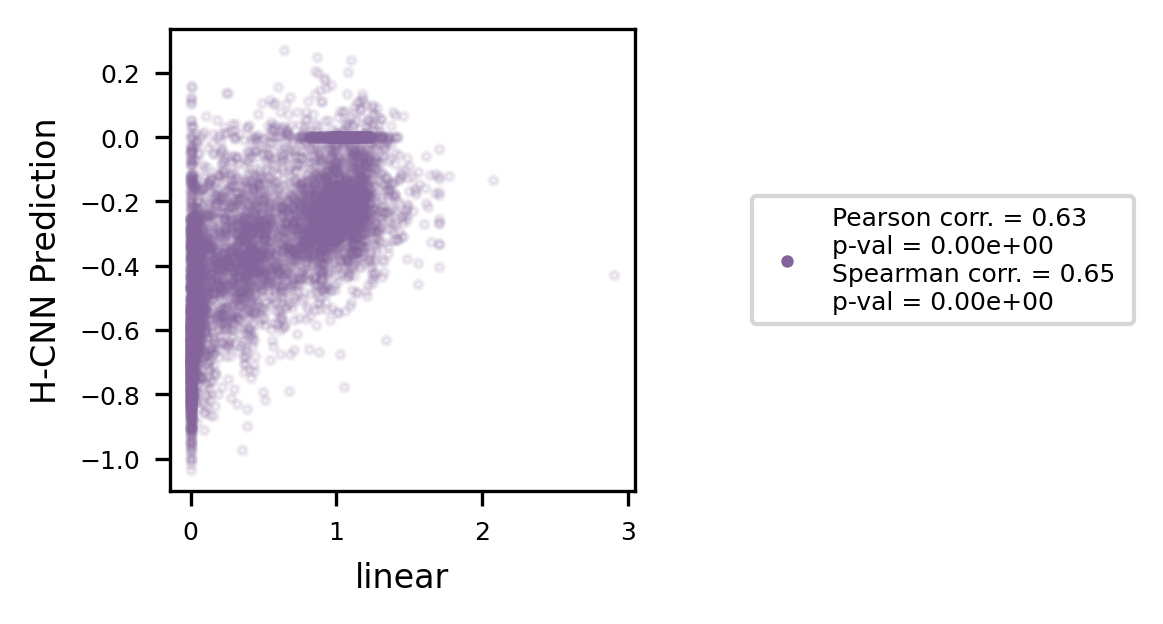 0.2
0.0
−0.2
−0.4
−0.6
−0.8
−1.0
H-CNN Prediction
0 1 2 3
linear
Pearson corr. = 0.63
p-val = 0.00e+00
Spearman corr. = 0.65
p-val = 0.00e+00